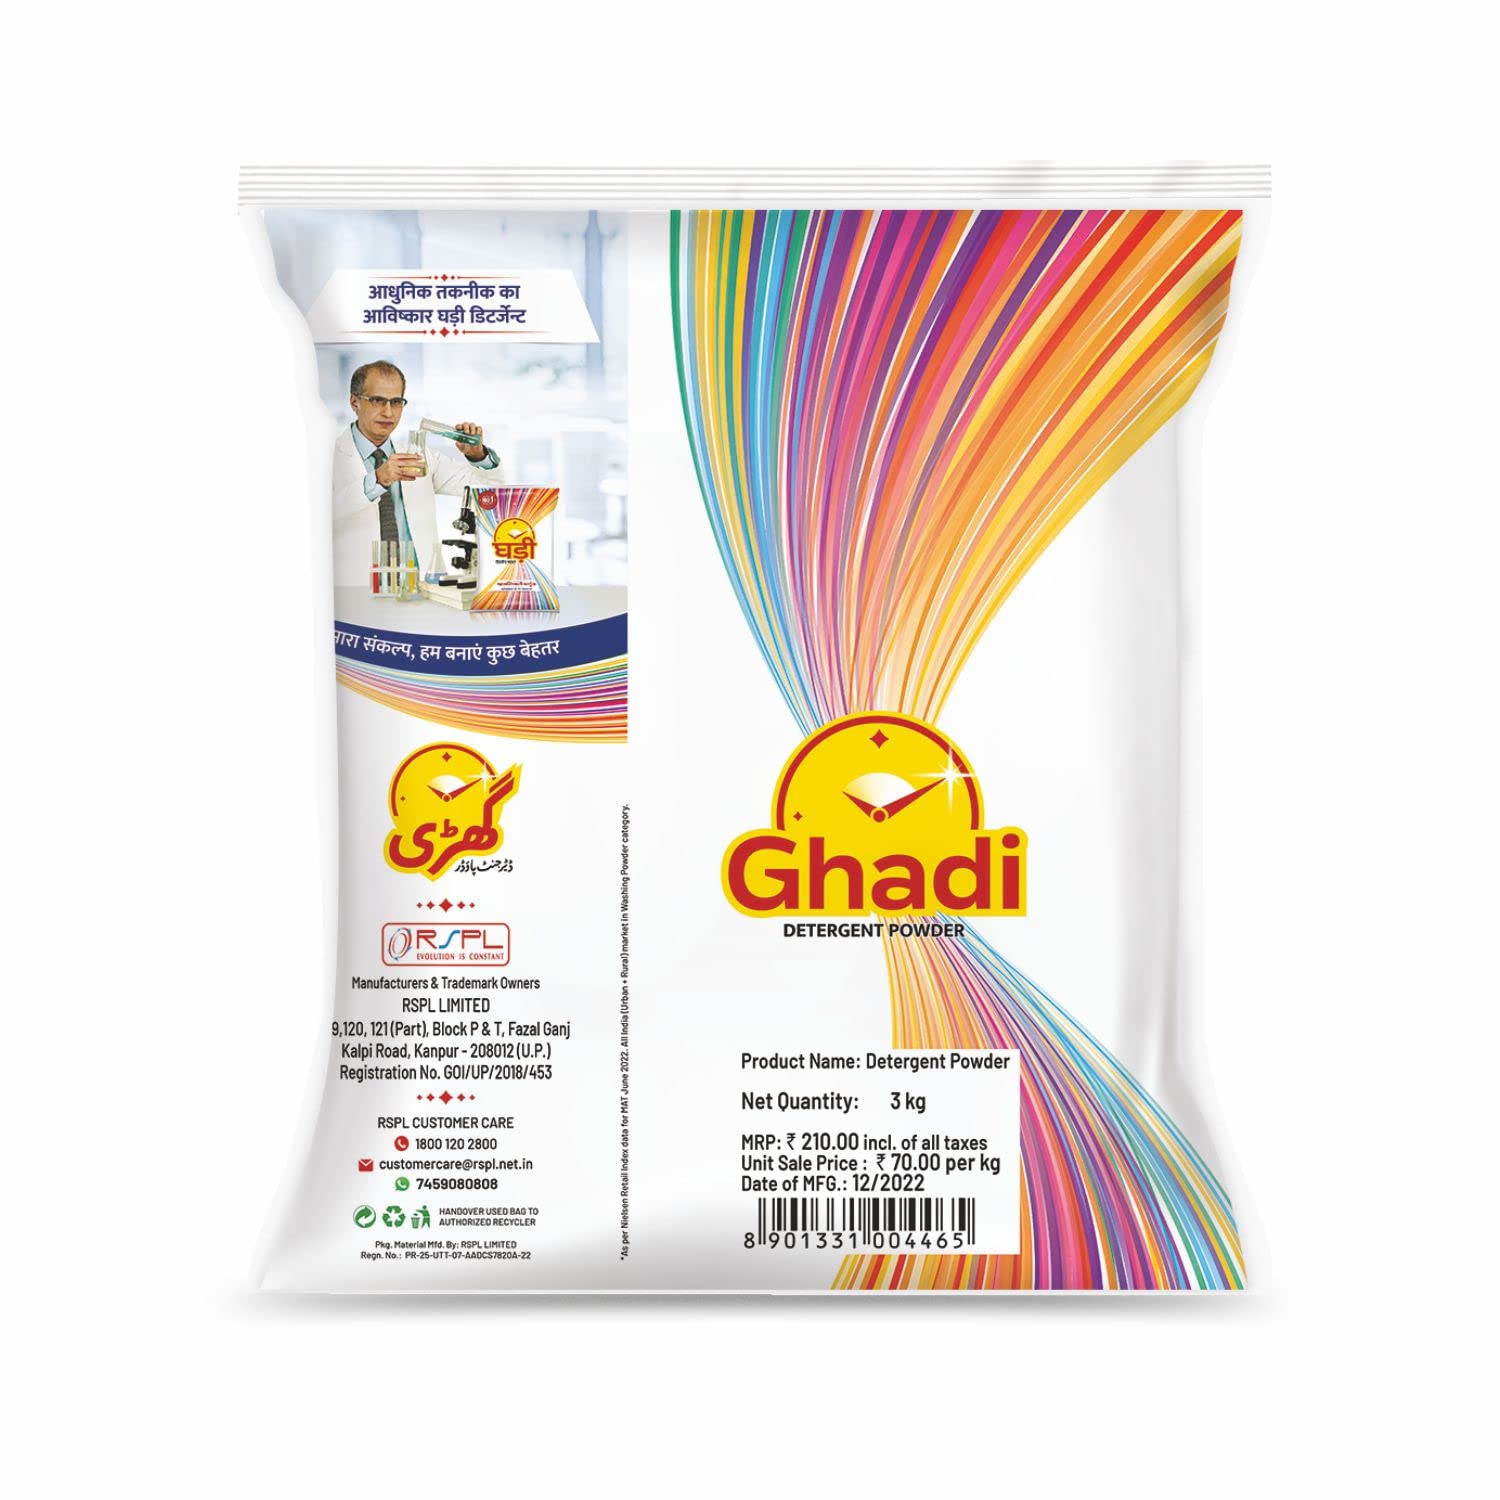 आधुनिक तकनीक का
आविष्कार घड़ी डिटर्जेन्ट
NO.1
घड़ी
संकल्प, हम बनाएं कुछ बेहतर
گھڑی
ڈیٹرجنٹ پاؤڈر
RSPL
EVOLUTION IS CONSTANT
Manufacturers & Trademark Owners
RSPL LIMITED
9,120, 121 (Part), Block P & T, Fazal Ganj
Kalpi Road, Kanpur - 208012 (U.P.)
Registration No. GOI/UP/2018/453
RSPL CUSTOMER CARE
1800 120 2800
customercare@rspl.net.in
7459080808
HANDOVER USED BAG TO
AUTHORIZED RECYCLER
Pkg. Material Mfd. By: RSPL LIMITED
Regn. No.: PR-25-UTT-07-AADCS7820A-22
*As per Nielsen Retail Index data for MAT June 2022. All India (Urban + Rural) market in Washing Powder category.
Ghadi
DETERGENT POWDER
Product Name: Detergent Powder
Net Quantity: 3 kg
MRP: ₹ 210.00 incl. of all taxes
Unit Sale Price : ₹ 70.00 per kg
Date of MFG.: 12/2022
8 901331 004465